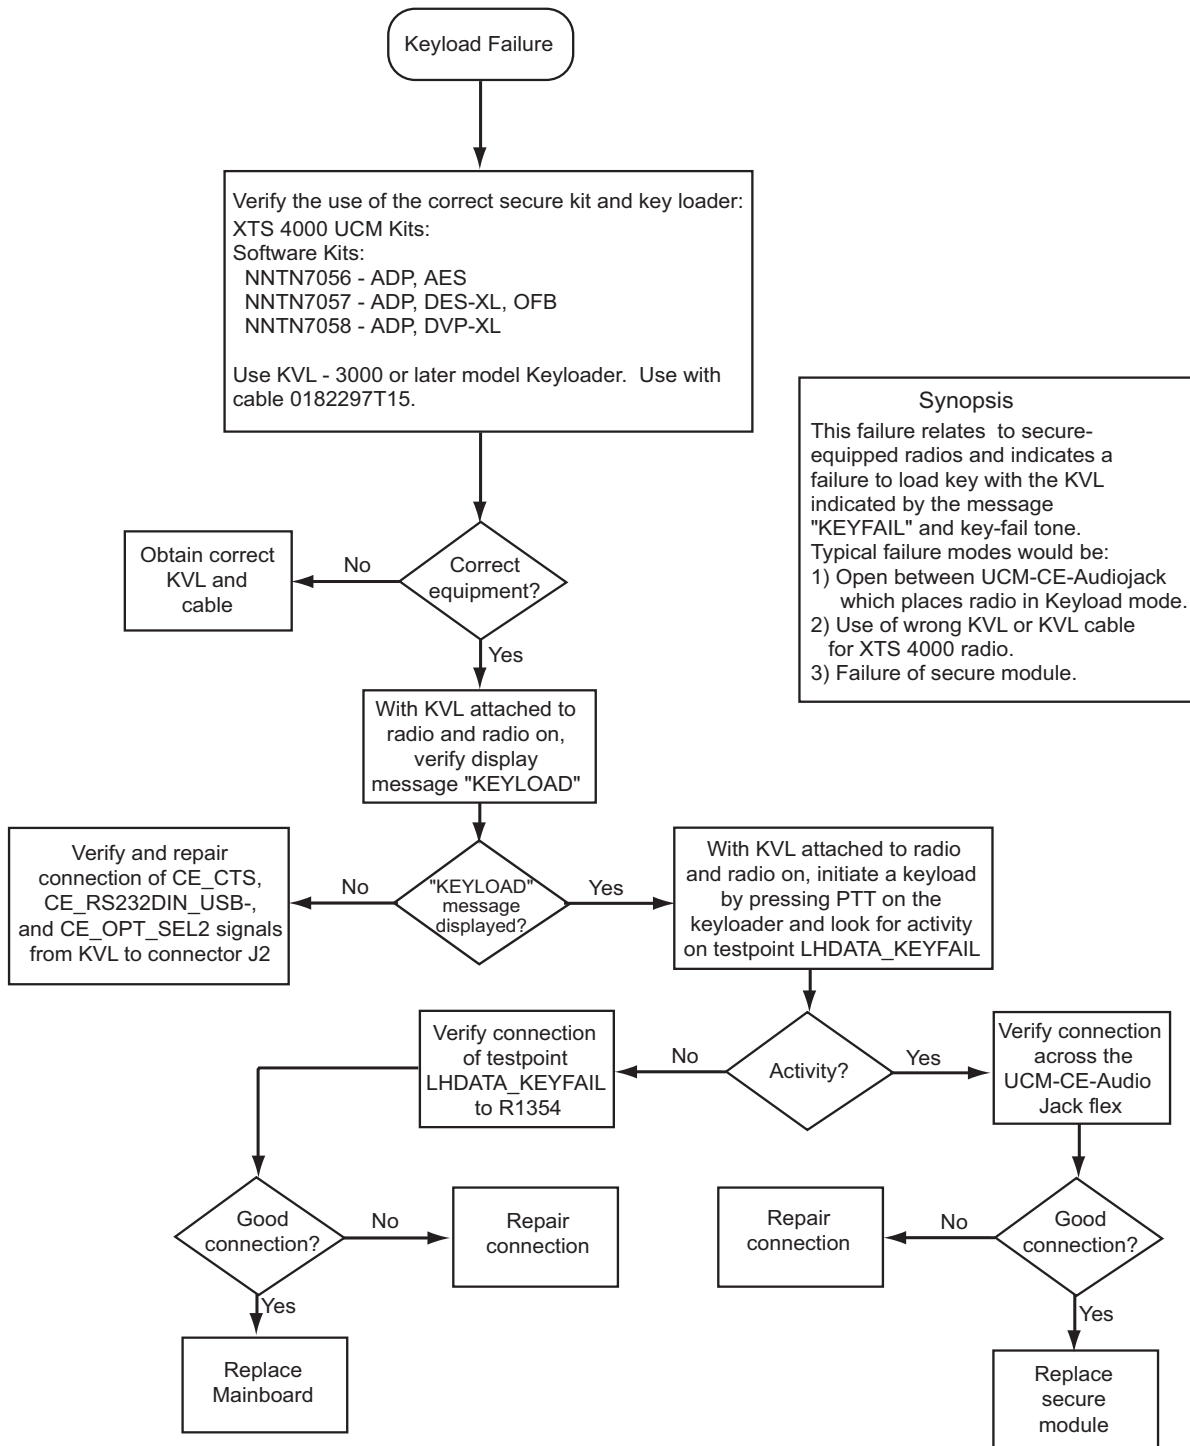 Keyload Failure
Verify the use of the correct secure kit and key loader:
XTS 4000 UCM Kits:
Software Kits:
NNTN7056 - ADP, AES
NNTN7057 - ADP, DES-XL, OFB
NNTN7058 - ADP, DVP-XL
Use KVL - 3000 or later model Keyloader.  Use with
cable 0182297T15.
Synopsis
This failure relates  to secure-
equipped radios and indicates a
failure to load key with the KVL
indicated by the message
"KEYFAIL" and key-fail tone.
Typical failure modes would be:
1) Open between UCM-CE-Audiojack
which places radio in Keyload mode.
2) Use of wrong KVL or KVL cable
for XTS 4000 radio.
3) Failure of secure module.
Correct
equipment?
No
Obtain correct
KVL and
cable
Yes
With KVL attached to
radio and radio on,
verify display
message "KEYLOAD"
"KEYLOAD"
message
displayed?
No
Verify and repair
connection of CE_CTS,
CE_RS232DIN_USB-,
and CE_OPT_SEL2 signals
from KVL to connector J2
Yes
With KVL attached to radio
and radio on, initiate a keyload
by pressing PTT on the
keyloader and look for activity
on testpoint LHDATA_KEYFAIL
Activity?
No
Verify connection
of testpoint
LHDATA_KEYFAIL
to R1354
Yes
Verify connection
across the
UCM-CE-Audio
Jack flex
Good
connection?
No
Repair
connection
Yes
Replace
Mainboard
Good
connection?
No
Repair
connection
Yes
Replace
secure
module